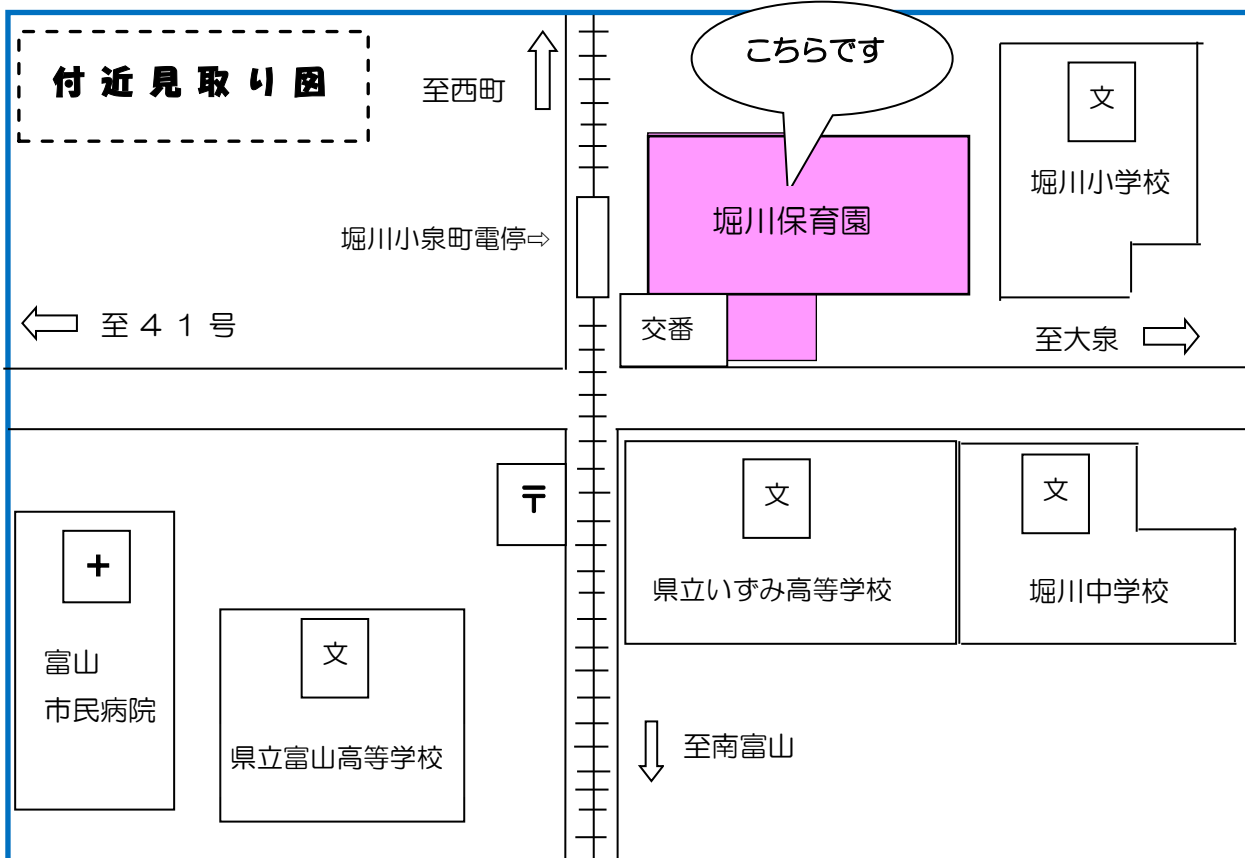 付近見取り図
至西町
こちらです
文
堀川小学校
堀川保育園
堀川小泉町電停⇨
至４１号
交番
至大泉
〒
文
文
＋
県立いずみ高等学校
堀川中学校
文
富山
市民病院
県立富山高等学校
至南富山